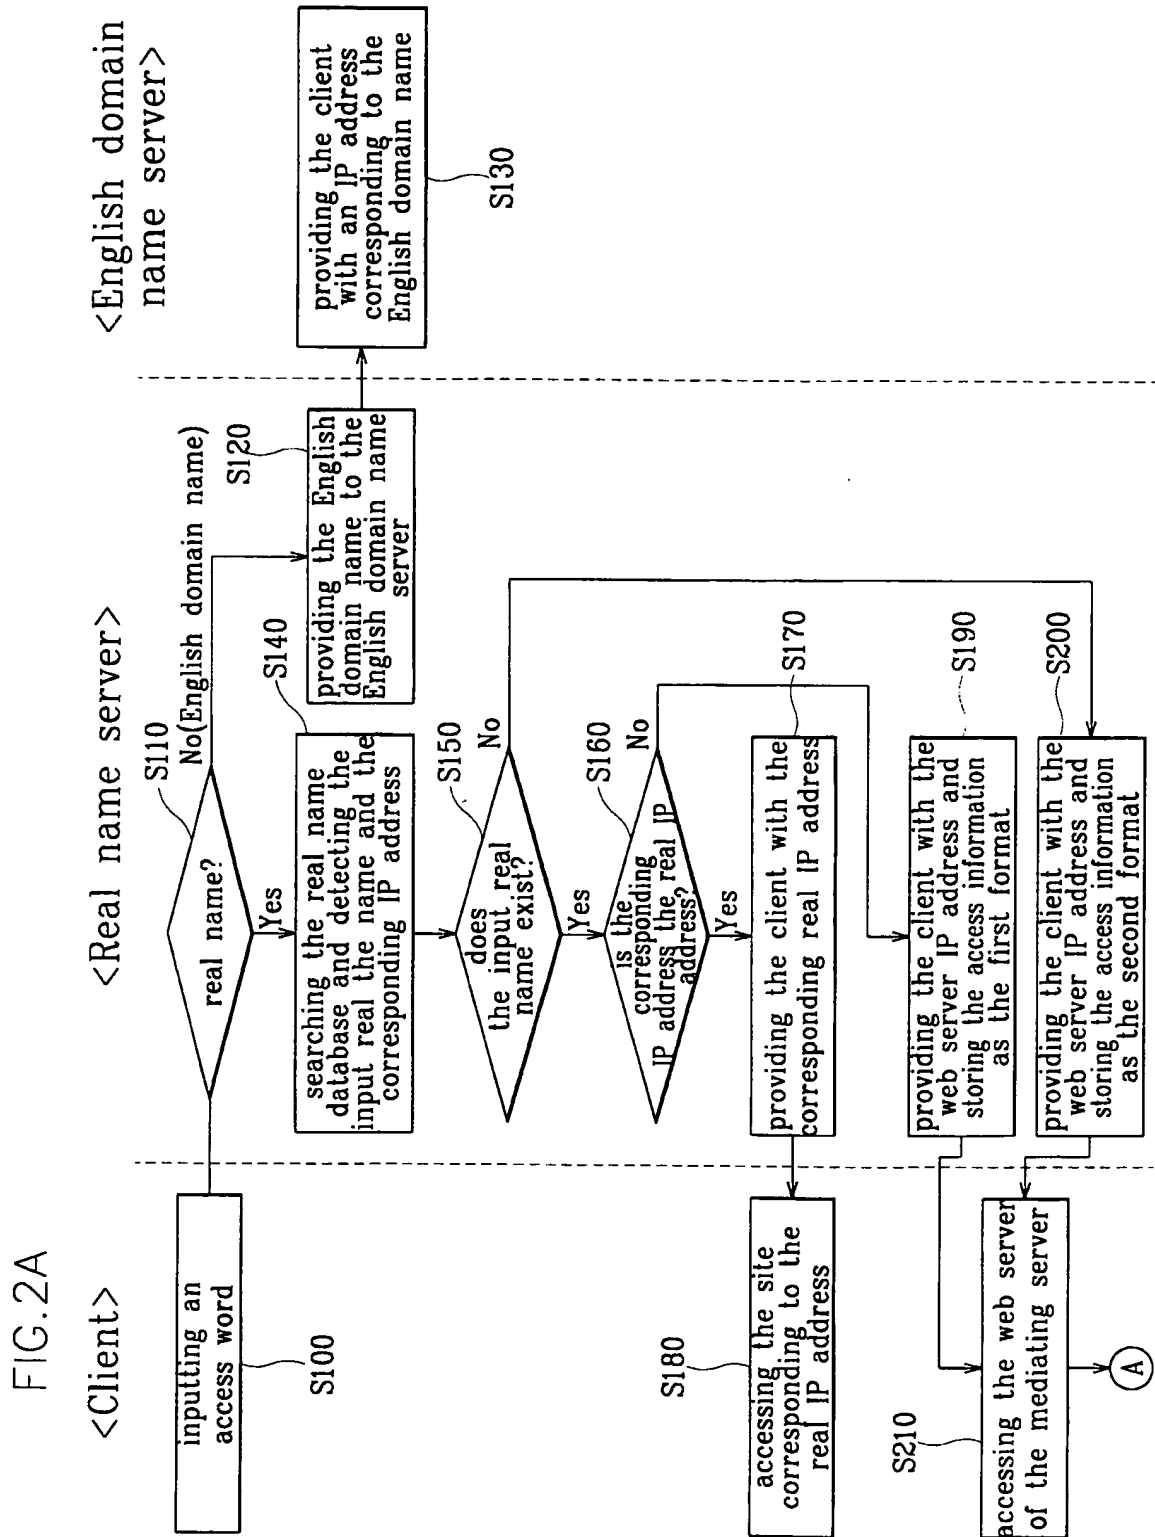 FIG.2A
<Client>
<Real name server>
<English domain
name server>
inputting an
access word
S100
real name?
S110
No(English domain name)
Yes
providing the English
domain name to the
English domain name
server
S120
providing the client
with an IP address
corresponding to the
English domain name
S130
searching the real name
database and detecting the
input real the name and the
corresponding IP address
S140
does
the input real
name exist?
S150
No
Yes
is the
corresponding
IP address the real IP
address?
S160
No
Yes
providing the client with the
corresponding real IP address
S170
accessing the site
corresponding to the
real IP address
S180
providing the client with the
web server IP address and
storing the access information
as the first format
S190
providing the client with the
web server IP address and
storing the access information
as the second format
S200
accessing the web server
of the mediating server
S210
A